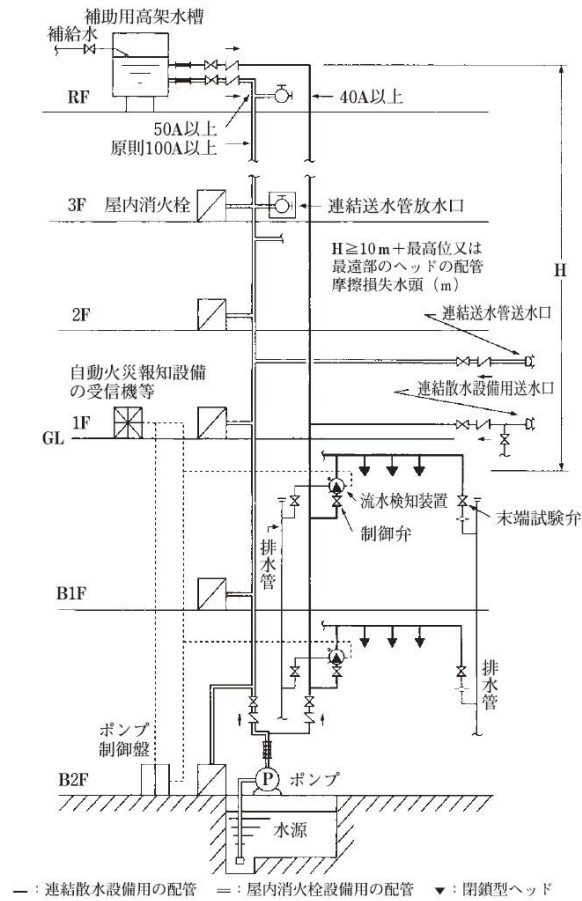 補助用高架水槽
補給水
RF
50A以上
原則100A以上
40A以上
3F
屋内消火栓
連結送水管放水口
H≧10m＋最高位又は
最遠部のヘッドの配管
摩擦損失水頭（m）
H
2F
連結送水管送水口
自動火災報知設備
の受信機等
連結散水設備用送水口
1F
GL
流水検知装置
制御弁
末端試験弁
排水管
B1F
排水管
ポンプ
制御盤
B2F
P
ポンプ
水源
━：連結散水設備用の配管　＝：屋内消火栓設備用の配管　▼：閉鎖型ヘッド